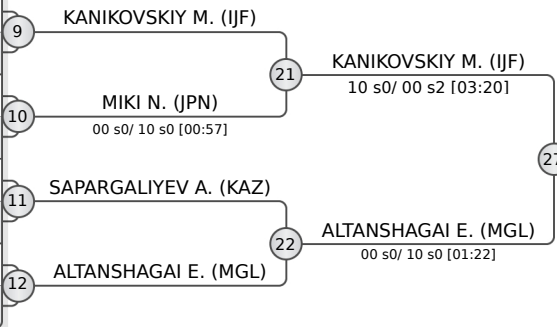 KANIKOVSKIY M. (IJF)
9
KANIKOVSKIY M. (IJF)
21
10 s0/ 00 s2 [03:20]
MIKI N. (JPN)
10
00 s0/ 10 s0 [00:57]
27
SAPARGALIYEV A. (KAZ)
11
ALTANSHAGAI E. (MGL)
22
00 s0/ 10 s0 [01:22]
ALTANSHAGAI E. (MGL)
12